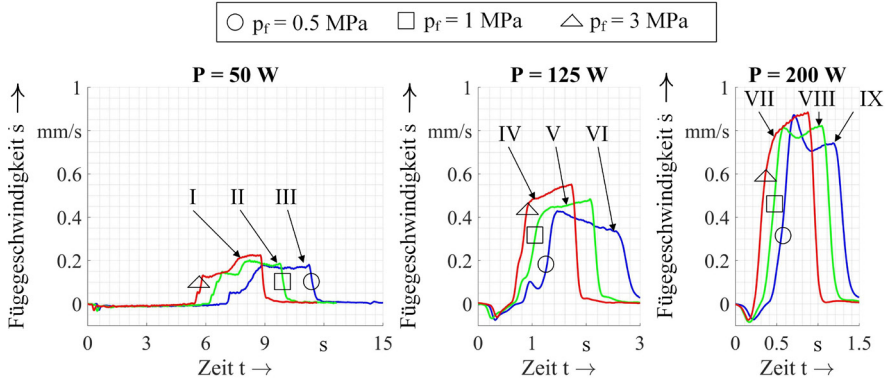 p_f = 0.5 MPa p_f = 1 MPa p_f = 3 MPa
P = 50 W
Fügegeschwindigkeit ṡ →
1
mm/s
0.6
0.4
0.2
0
I II III
0 3 6 9 s 15
Zeit t →
P = 125 W
Fügegeschwindigkeit ṡ →
1
mm/s
0.6
0.4
0.2
0
IV V VI
0 1 s 3
Zeit t →
P = 200 W
Fügegeschwindigkeit ṡ →
1
mm/s
0.6
0.4
0.2
0
VII VIII IX
0 0.5 s 1.5
Zeit t →